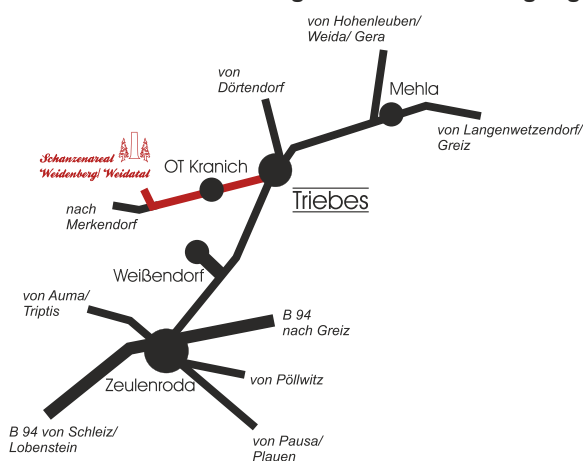 von Hohenleuben/
Weida/ Gera
von
Dörtendorf
Mehla
von Langenwetzendorf/
Greiz
Schanzenareal
Weidenberg/ Weidatal
OT Kranich
Triebes
nach
Merkendorf
Weißendorf
von Auma/
Triptis
B 94
nach Greiz
Zeulenroda
von Pöllwitz
B 94 von Schleiz/
Lobenstein
von Pausa/
Plauen